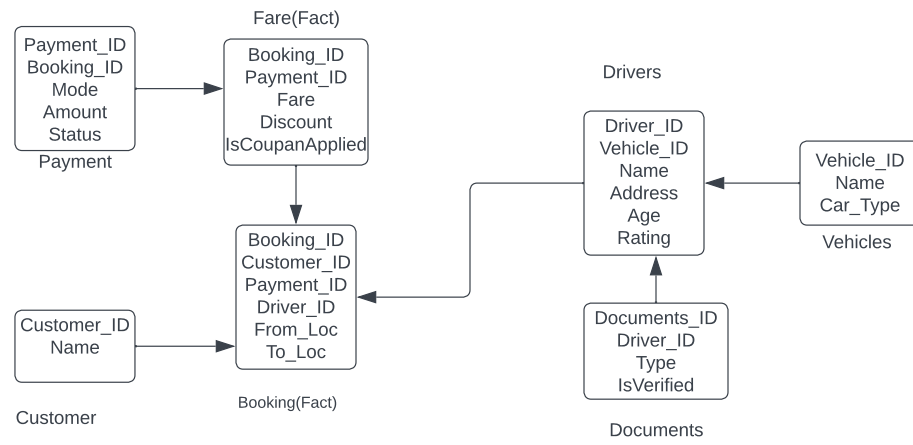 Fare(Fact)
Payment_ID
Booking_ID
Mode
Amount
Status
Payment
Booking_ID
Payment_ID
Fare
Discount
IsCoupanApplied
Drivers
Driver_ID
Vehicle_ID
Name
Address
Age
Rating
Vehicle_ID
Name
Car_Type
Vehicles
Booking_ID
Customer_ID
Payment_ID
Driver_ID
From_Loc
To_Loc
Booking(Fact)
Customer_ID
Name
Customer
Documents_ID
Driver_ID
Type
IsVerified
Documents